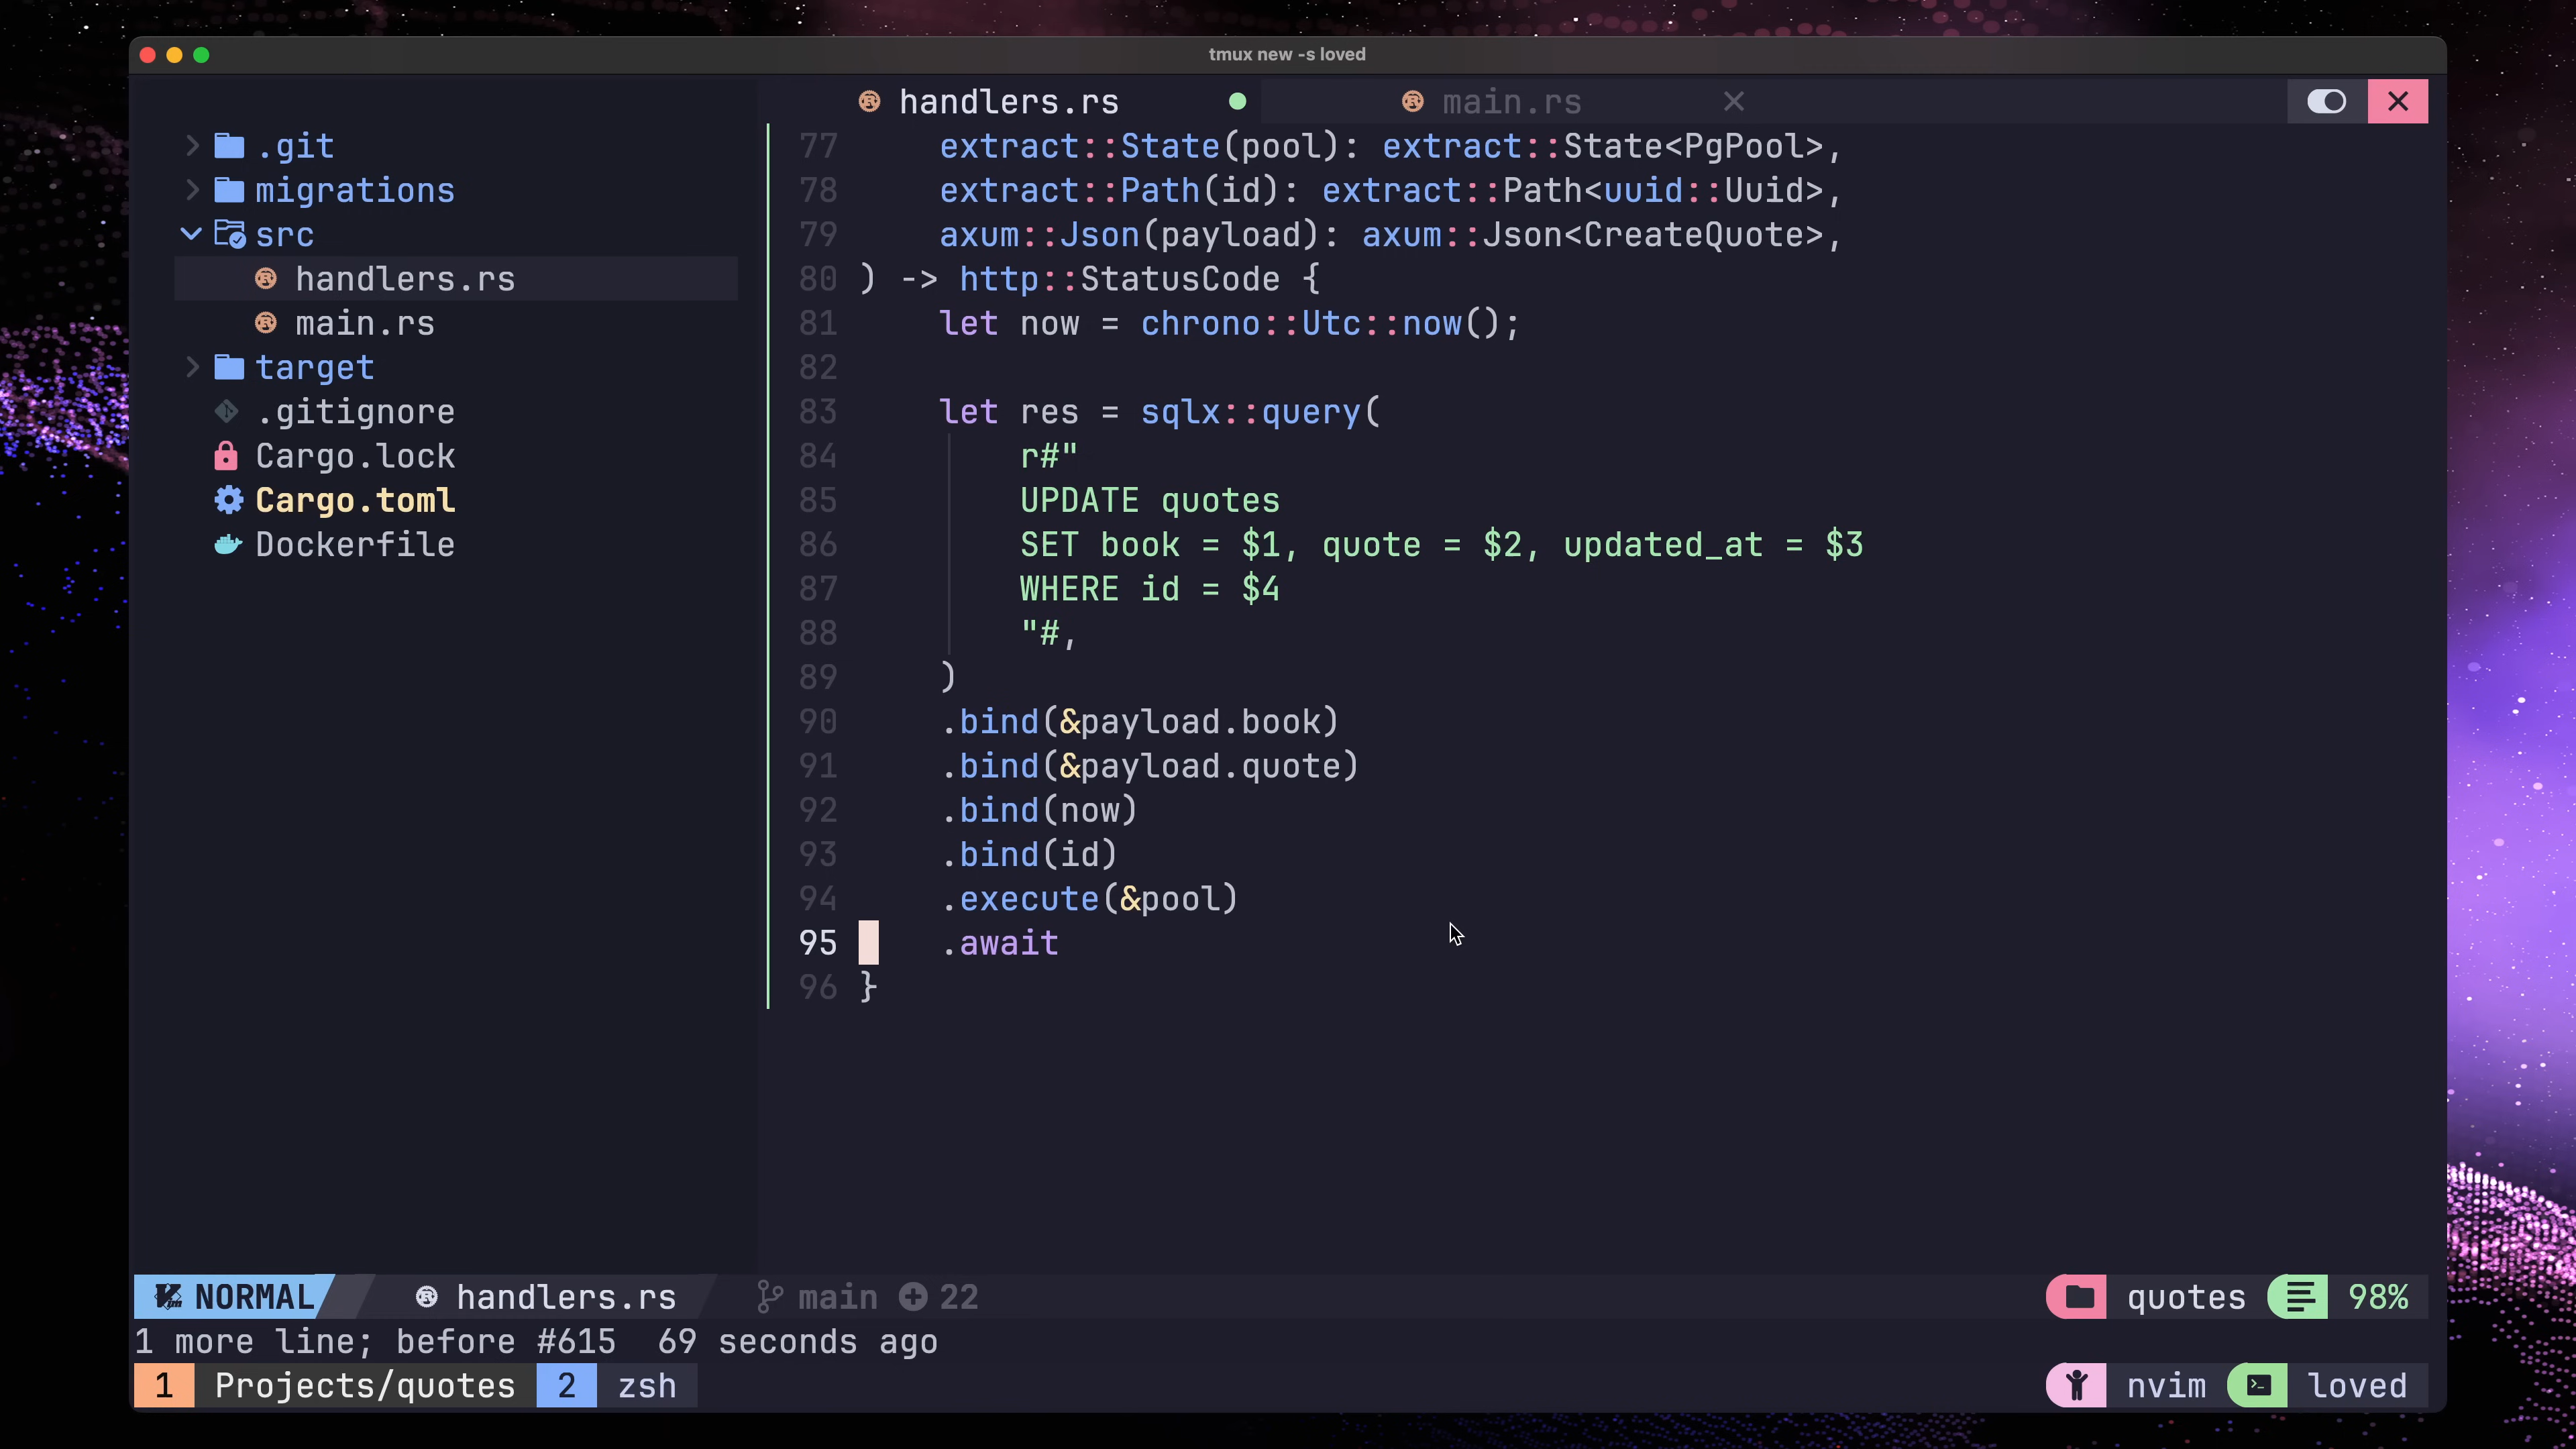 tmux new -s loved
handlers.rs
main.rs
.git
migrations
src
handlers.rs
main.rs
target
.gitignore
Cargo.lock
Cargo.toml
Dockerfile
77     extract::State(pool): extract::State<PgPool>,
78     extract::Path(id): extract::Path<uuid::Uuid>,
79     axum::Json(payload): axum::Json<CreateQuote>,
80 ) -> http::StatusCode {
81     let now = chrono::Utc::now();
82
83     let res = sqlx::query(
84         r#"
85         UPDATE quotes
86         SET book = $1, quote = $2, updated_at = $3
87         WHERE id = $4
88         "#,
89     )
90     .bind(&payload.book)
91     .bind(&payload.quote)
92     .bind(now)
93     .bind(id)
94     .execute(&pool)
95     .await
96 }
NORMAL handlers.rs main 22 quotes 98%
1 more line; before #615  69 seconds ago
1 Projects/quotes 2 zsh nvim loved